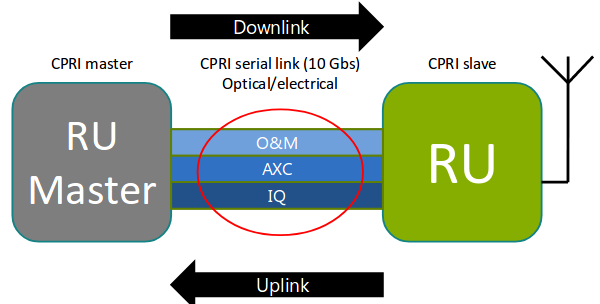 Downlink
CPRI master
CPRI serial link (10 Gbs)
Optical/electrical
CPRI slave
RU
Master
O&M
AXC
IQ
RU
Uplink